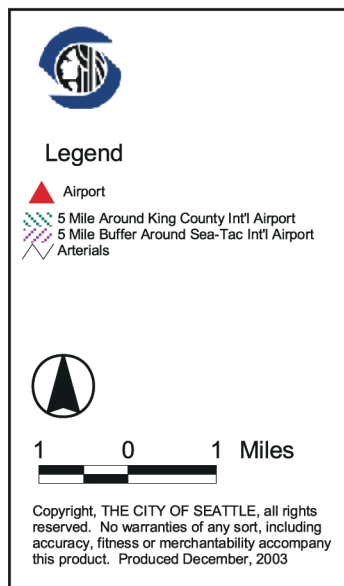 Legend
Airport
5 Mile Around King County Int'l Airport
5 Mile Buffer Around Sea-Tac Int'l Airport
Arterials
1 0 1 Miles
Copyright, THE CITY OF SEATTLE, all rights
reserved. No warranties of any sort, including
accuracy, fitness or merchantability accompany
this product. Produced December, 2003